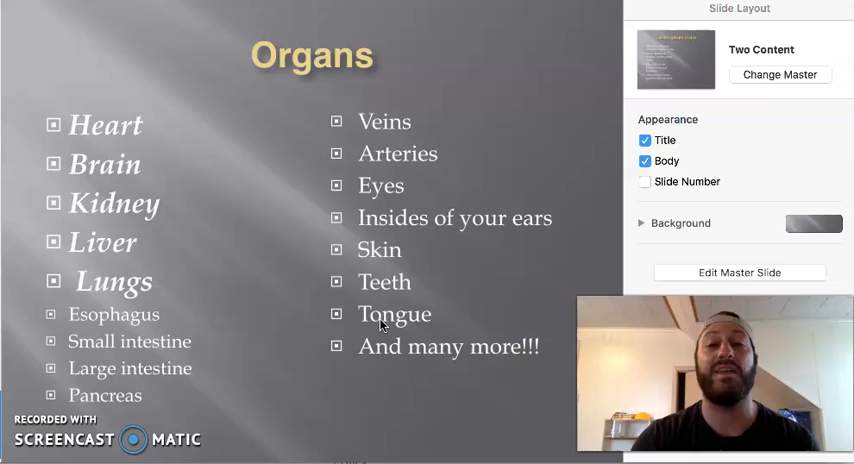 Organs
Heart
Brain
Kidney
Liver
Lungs
Esophagus
Small intestine
Large intestine
Pancreas
Veins
Arteries
Eyes
Insides of your ears
Skin
Teeth
Tongue
And many more!!!
RECORDED WITH
SCREENCAST MATIC
Slide Layout
Two Content
Change Master
Appearance
Title
Body
Slide Number
Background
Edit Master Slide